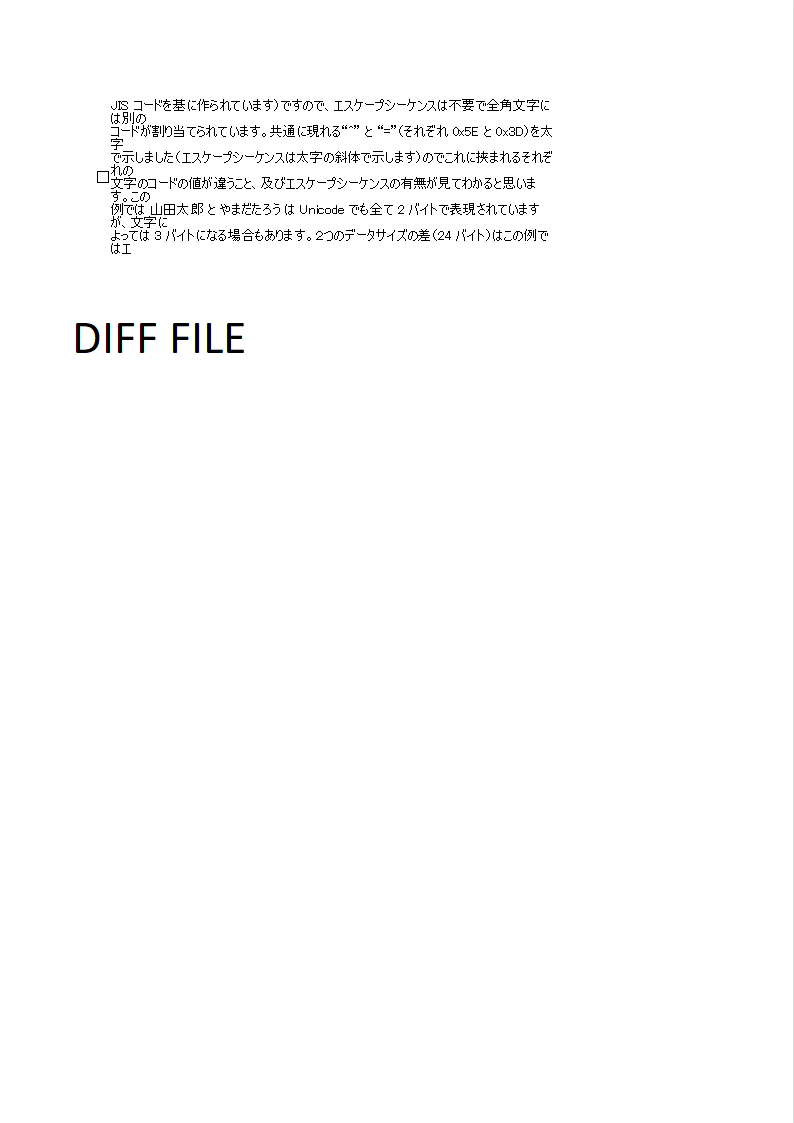 JIS コードを基に作られています)ですので、エスケープシーケンスは不要で全角文字に
は別の
コードが割り当てられています。共通に現れる“^” と “=”(それぞれ 0x5E と 0x3D)を太
字
で示しました(エスケープシーケンスは太字の斜体で示します)のでこれに挟まれるそれぞ
れの
文字のコードの値が違うこと、及びエスケープシーケンスの有無が見てわかると思いま
す。この
例では 山田太郎 と やまだたろう は Unicode でも全て 2 バイトで表現されています
が、文字に
よっては 3 バイトになる場合もあります。2つのデータサイズの差(24 バイト)はこの例で
はエ
DIFF FILE